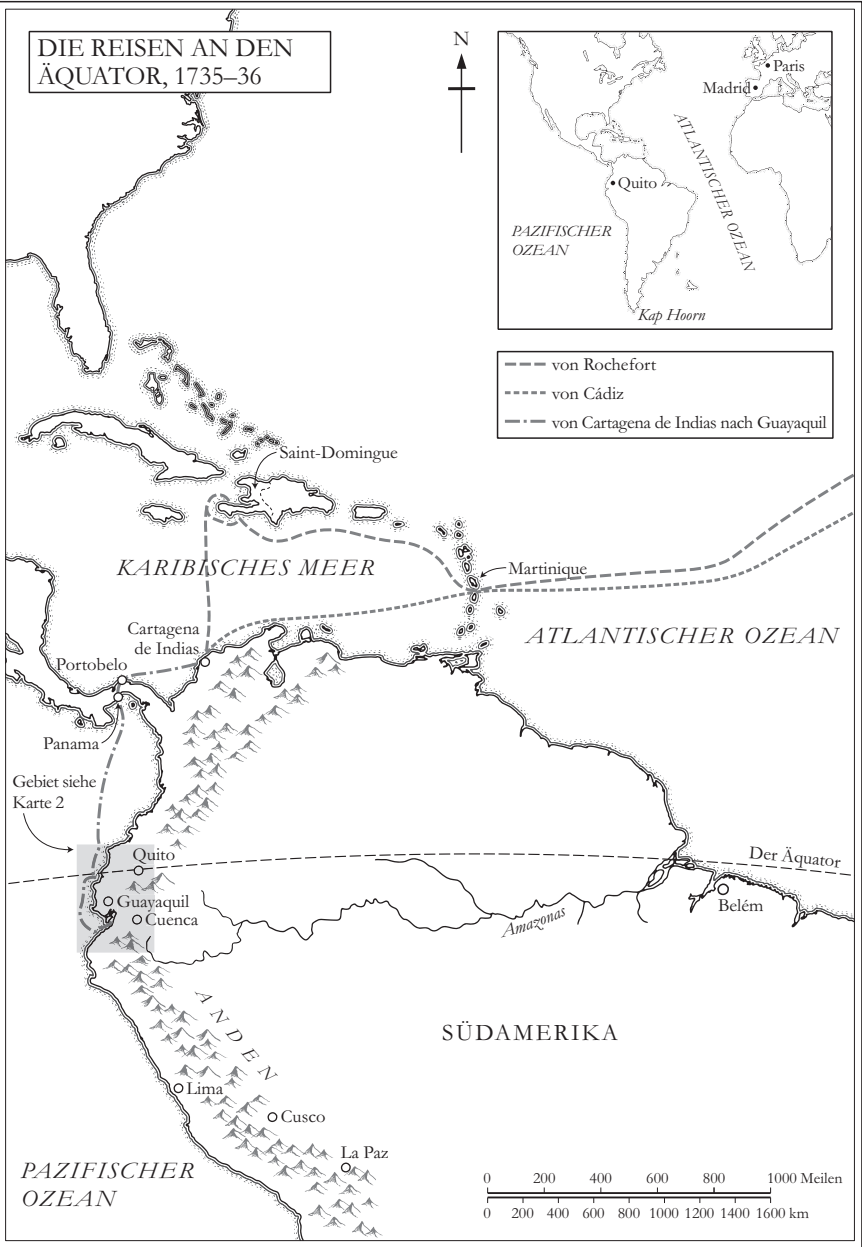 DIE REISEN AN DEN
ÄQUATOR, 1735–36
N
Paris
Madrid
ATLANTISCHER OZEAN
Quito
PAZIFISCHER
OZEAN
Kap Hoorn
von Rochefort
von Cádiz
von Cartagena de Indias nach Guayaquil
Saint-Domingue
KARIBISCHES MEER
Martinique
ATLANTISCHER OZEAN
Cartagena
de Indias
Portobelo
Panama
Gebiet siehe
Karte 2
Quito
Der Äquator
Guayaquil
Cuenca
Belém
Amazonas
ANDEN
SÜDAMERIKA
Lima
Cusco
La Paz
PAZIFISCHER
OZEAN
0 200 400 600 800 1000 Meilen
0 200 400 600 800 1000 1200 1400 1600 km